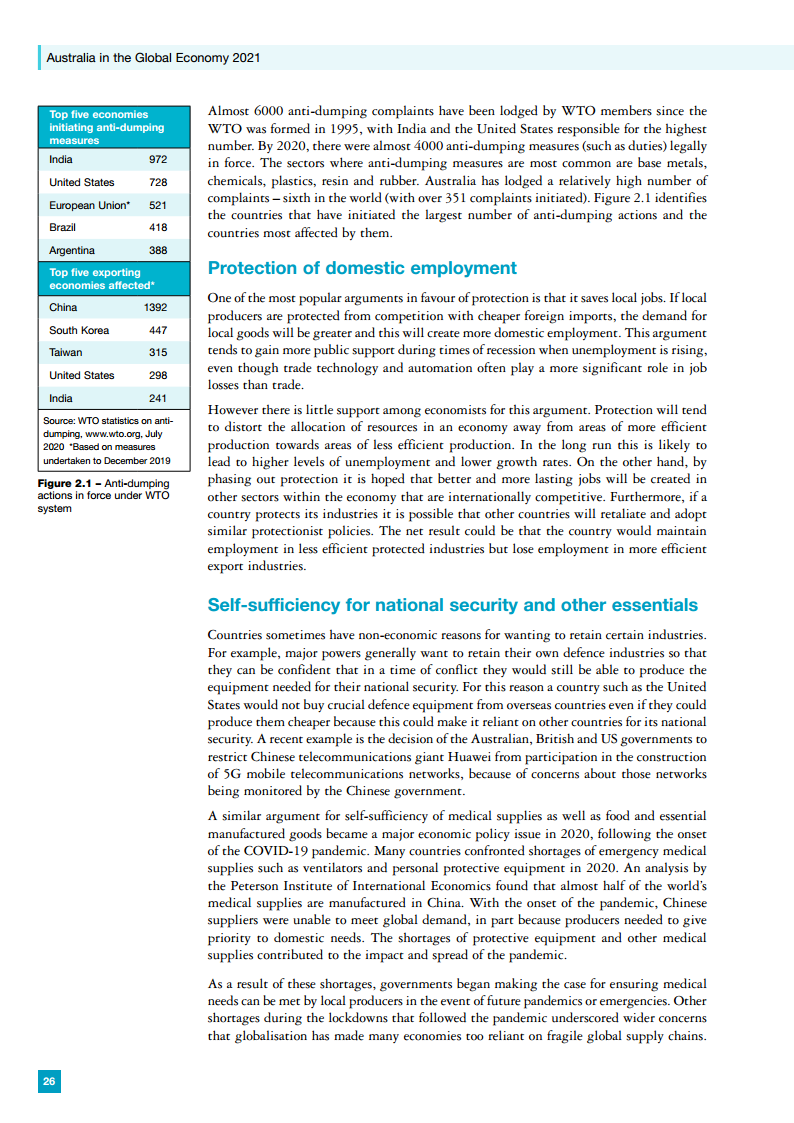 Australia in the Global Economy 2021
Top five economies
initiating anti-dumping
measures
India 972
United States 728
European Union* 521
Brazil 418
Argentina 388
Top five exporting
economies affected*
China 1392
South Korea 447
Taiwan 315
United States 298
India 241
Source: WTO statistics on anti-
dumping, www.wto.org, July
2020 *Based on measures
undertaken to December 2019
Figure 2.1 – Anti-dumping
actions in force under WTO
system
Almost 6000 anti-dumping complaints have been lodged by WTO members since the
WTO was formed in 1995, with India and the United States responsible for the highest
number. By 2020, there were almost 4000 anti-dumping measures (such as duties) legally
in force. The sectors where anti-dumping measures are most common are base metals,
chemicals, plastics, resin and rubber. Australia has lodged a relatively high number of
complaints – sixth in the world (with over 351 complaints initiated). Figure 2.1 identifies
the countries that have initiated the largest number of anti-dumping actions and the
countries most affected by them.
Protection of domestic employment
One of the most popular arguments in favour of protection is that it saves local jobs. If local
producers are protected from competition with cheaper foreign imports, the demand for
local goods will be greater and this will create more domestic employment. This argument
tends to gain more public support during times of recession when unemployment is rising,
even though trade technology and automation often play a more significant role in job
losses than trade.
However there is little support among economists for this argument. Protection will tend
to distort the allocation of resources in an economy away from areas of more efficient
production towards areas of less efficient production. In the long run this is likely to
lead to higher levels of unemployment and lower growth rates. On the other hand, by
phasing out protection it is hoped that better and more lasting jobs will be created in
other sectors within the economy that are internationally competitive. Furthermore, if a
country protects its industries it is possible that other countries will retaliate and adopt
similar protectionist policies. The net result could be that the country would maintain
employment in less efficient protected industries but lose employment in more efficient
export industries.
Self-sufficiency for national security and other essentials
Countries sometimes have non-economic reasons for wanting to retain certain industries.
For example, major powers generally want to retain their own defence industries so that
they can be confident that in a time of conflict they would still be able to produce the
equipment needed for their national security. For this reason a country such as the United
States would not buy crucial defence equipment from overseas countries even if they could
produce them cheaper because this could make it reliant on other countries for its national
security. A recent example is the decision of the Australian, British and US governments to
restrict Chinese telecommunications giant Huawei from participation in the construction
of 5G mobile telecommunications networks, because of concerns about those networks
being monitored by the Chinese government.
A similar argument for self-sufficiency of medical supplies as well as food and essential
manufactured goods became a major economic policy issue in 2020, following the onset
of the COVID-19 pandemic. Many countries confronted shortages of emergency medical
supplies such as ventilators and personal protective equipment in 2020. An analysis by
the Peterson Institute of International Economics found that almost half of the world's
medical supplies are manufactured in China. With the onset of the pandemic, Chinese
suppliers were unable to meet global demand, in part because producers needed to give
priority to domestic needs. The shortages of protective equipment and other medical
supplies contributed to the impact and spread of the pandemic.
As a result of these shortages, governments began making the case for ensuring medical
needs can be met by local producers in the event of future pandemics or emergencies. Other
shortages during the lockdowns that followed the pandemic underscored wider concerns
that globalisation has made many economies too reliant on fragile global supply chains.
26